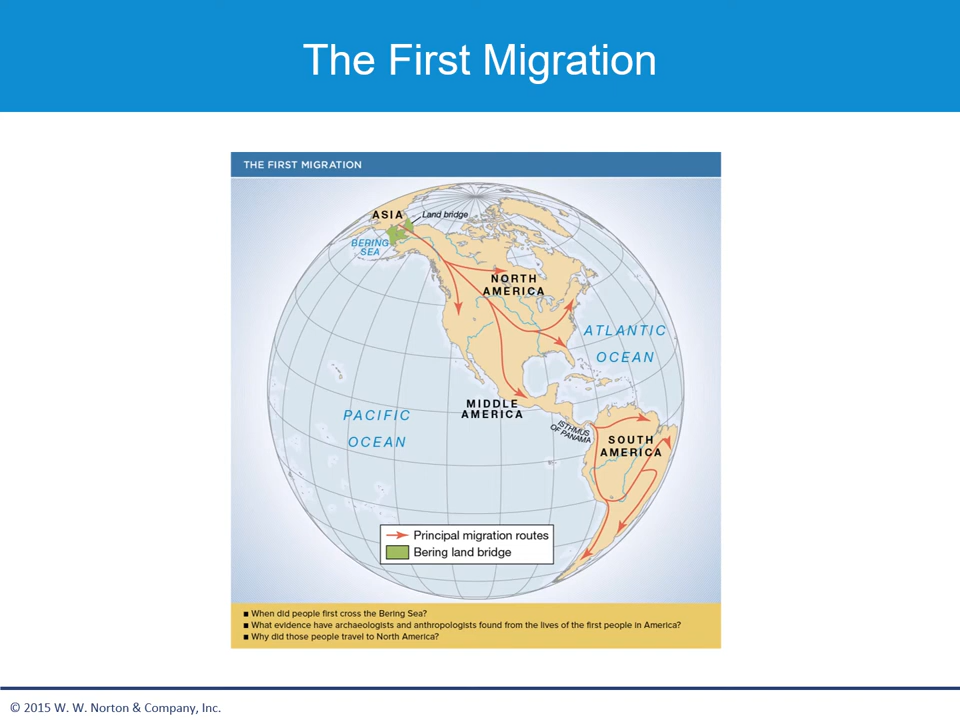 The First Migration
THE FIRST MIGRATION
ASIA
Land bridge
BERING
SEA
NORTH
AMERICA
ATLANTIC
OCEAN
MIDDLE
AMERICA
PACIFIC
OCEAN
ISTHMUS
OF PANAMA
SOUTH
AMERICA
Principal migration routes
Bering land bridge
■ When did people first cross the Bering Sea?
■ What evidence have archaeologists and anthropologists found from the lives of the first people in America?
■ Why did those people travel to North America?
© 2015 W. W. Norton & Company, Inc.